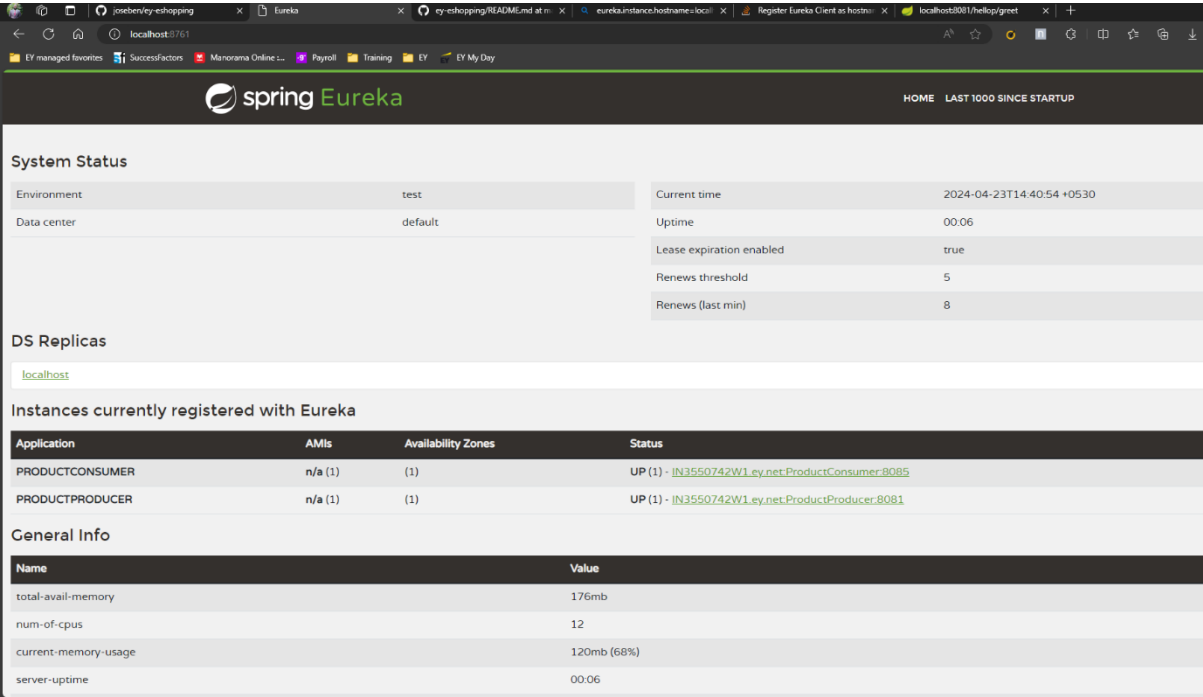 joseben/ey-eshopping
Eureka
ey-eshopping/README.md at m
eureka.instance.hostname=locall
Register Eureka Client as hostnar
localhost:8081/hellop/greet
localhost:8761
EY managed favorites SuccessFactors Manorama Online :... Payroll Training EY EY My Day
spring Eureka
HOME LAST 1000 SINCE STARTUP
System Status
Environment test
Data center default
Current time 2024-04-23T14:40:54 +0530
Uptime 00:06
Lease expiration enabled true
Renews threshold 5
Renews (last min) 8
DS Replicas
localhost
Instances currently registered with Eureka
Application AMIs Availability Zones Status
PRODUCTCONSUMER n/a (1) (1) UP (1) - IN3550742W1.ey.net:ProductConsumer:8085
PRODUCTPRODUCER n/a (1) (1) UP (1) - IN3550742W1.ey.net:ProductProducer:8081
General Info
Name Value
total-avail-memory 176mb
num-of-cpus 12
current-memory-usage 120mb (68%)
server-uptime 00:06